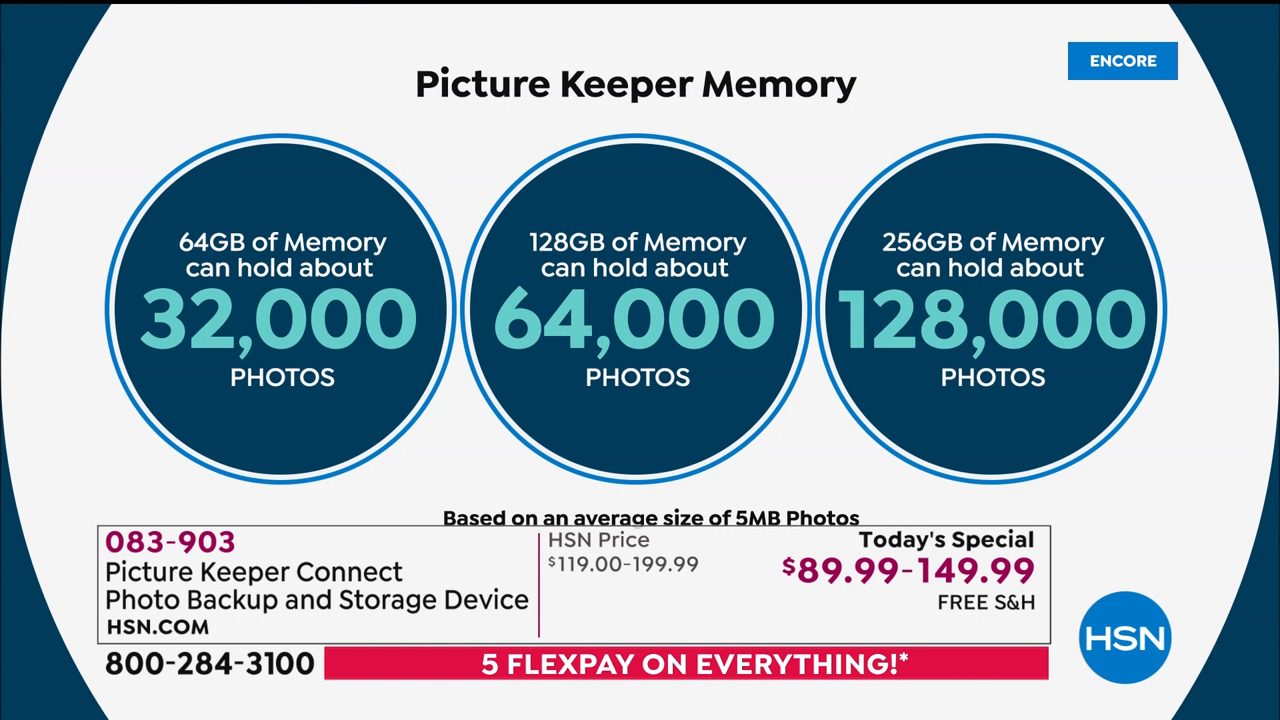 ENCORE
Picture Keeper Memory
64GB of Memory
can hold about
32,000
PHOTOS
128GB of Memory
can hold about
64,000
PHOTOS
256GB of Memory
can hold about
128,000
PHOTOS
Based on an average size of 5MB Photos
083-903
Picture Keeper Connect
Photo Backup and Storage Device
HSN.COM
HSN Price
$119.00-199.99
Today's Special
$89.99-149.99
FREE S&H
HSN
800-284-3100
5 FLEXPAY ON EVERYTHING!*